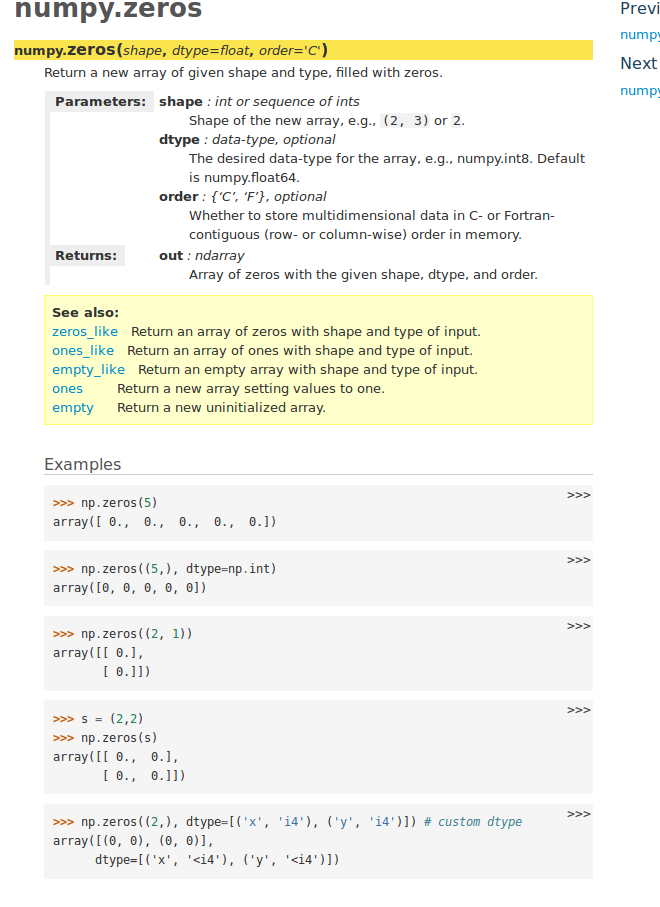 numpy.zeros
Previ
numpy
Next
numpy
numpy.zeros(shape, dtype=float, order='C')
Return a new array of given shape and type, filled with zeros.
Parameters: shape : int or sequence of ints
Shape of the new array, e.g., (2, 3) or 2.
dtype : data-type, optional
The desired data-type for the array, e.g., numpy.int8. Default
is numpy.float64.
order : {‘C’, ‘F’}, optional
Whether to store multidimensional data in C- or Fortran-
contiguous (row- or column-wise) order in memory.
Returns: out : ndarray
Array of zeros with the given shape, dtype, and order.
See also:
zeros_like Return an array of zeros with shape and type of input.
ones_like Return an array of ones with shape and type of input.
empty_like Return an empty array with shape and type of input.
ones Return a new array setting values to one.
empty Return a new uninitialized array.
Examples
>>>
>>> np.zeros(5)
array([ 0.,  0.,  0.,  0.,  0.])
>>>
>>> np.zeros((5,), dtype=np.int)
array([0, 0, 0, 0, 0])
>>>
>>> np.zeros((2, 1))
array([[ 0.],
       [ 0.]])
>>>
>>> s = (2,2)
>>> np.zeros(s)
array([[ 0.,  0.],
       [ 0.,  0.]])
>>>
>>> np.zeros((2,), dtype=[('x', 'i4'), ('y', 'i4')]) # custom dtype
array([(0, 0), (0, 0)],
      dtype=[('x', '<i4'), ('y', '<i4')])